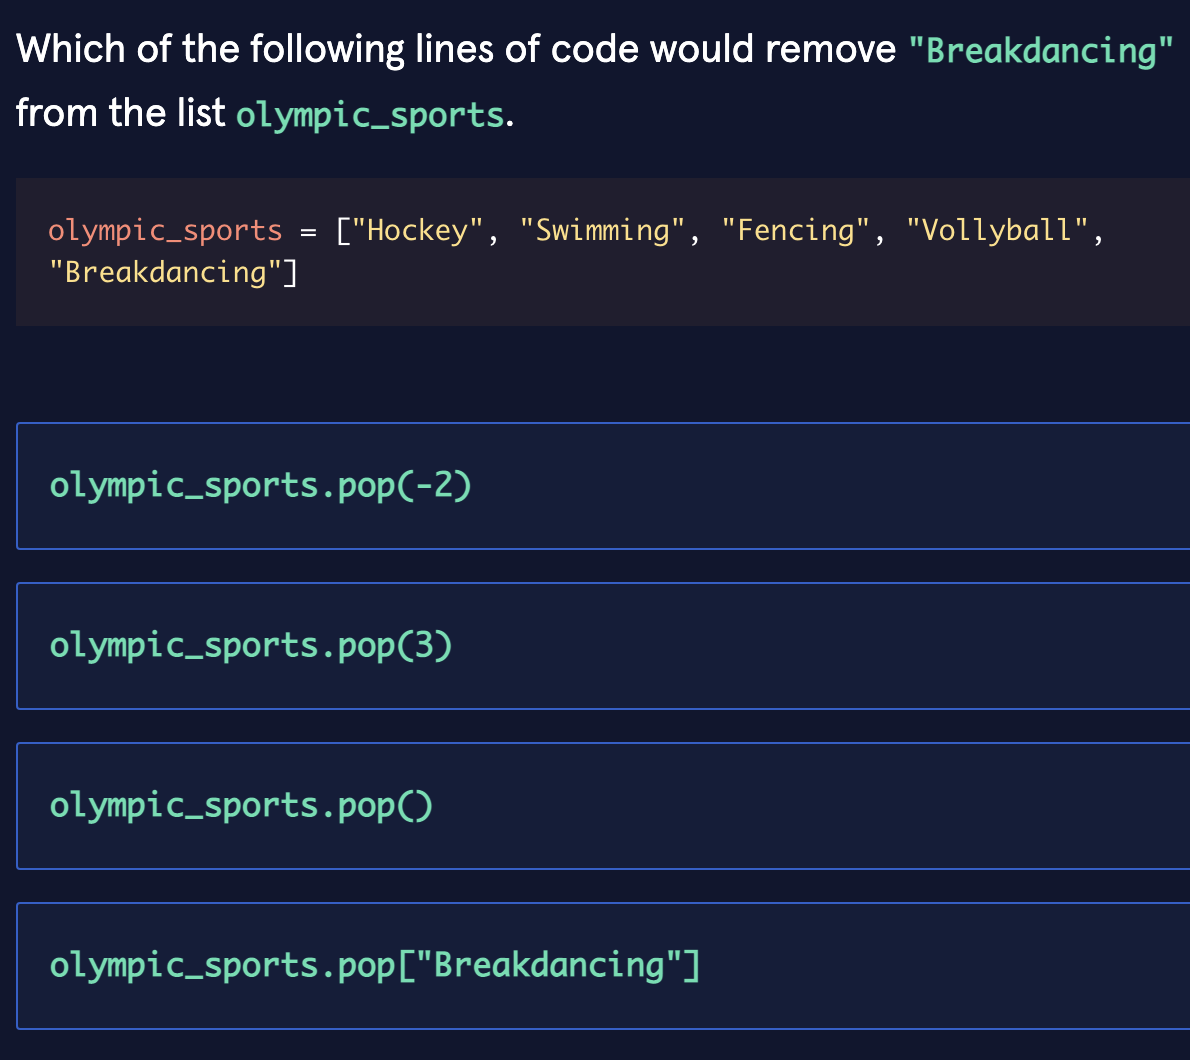 Which of the following lines of code would remove "Breakdancing"
from the list olympic_sports.
olympic_sports = ["Hockey", "Swimming", "Fencing", "Vollyball",
"Breakdancing"]
olympic_sports.pop(-2)
olympic_sports.pop(3)
olympic_sports.pop()
olympic_sports.pop["Breakdancing"]